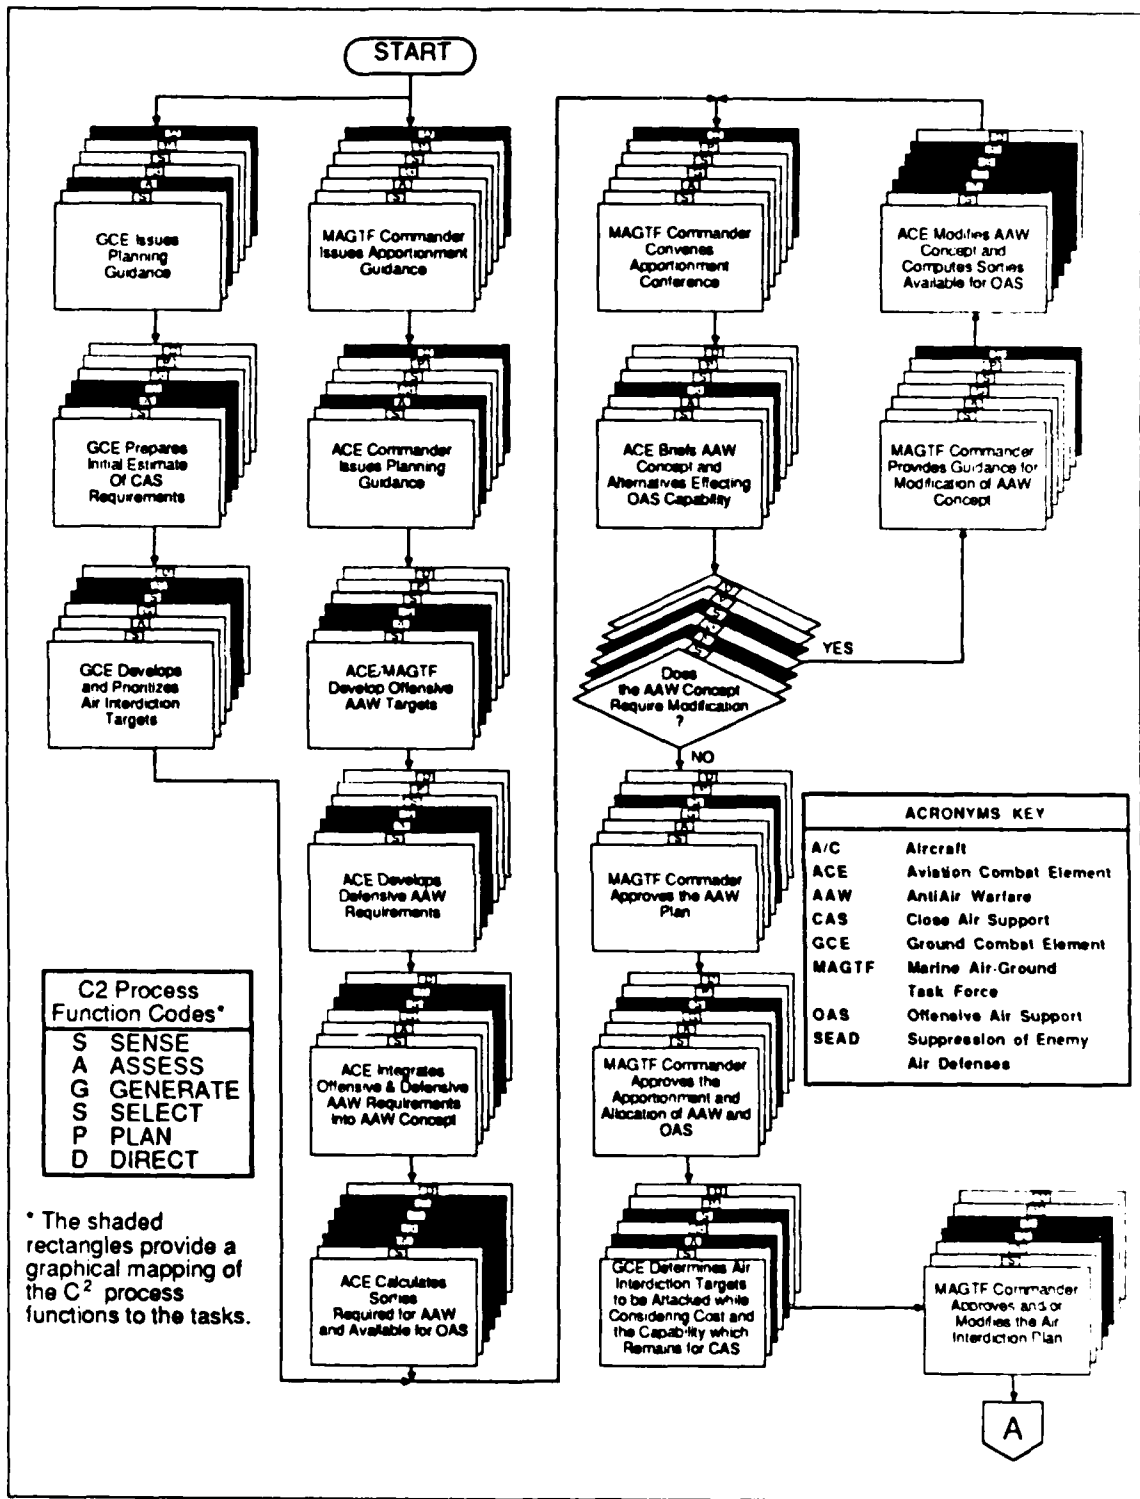 START
GCE Issues
Planning
Guidance
GCE Prepares
Initial Estimate
Of CAS
Requirements
GCE Develops
and Prioritizes
Air Interdiction
Targets
MAGTF Commander
Issues Apportionment
Guidance
ACE Commander
Issues Planning
Guidance
ACE/MAGTF
Develop Offensive
AAW Targets
ACE Develops
Defensive AAW
Requirements
ACE Integrates
Offensive & Defensive
AAW Requirements
into AAW Concept
ACE Calculates
Sorties
Required for AAW
and Available for OAS
MAGTF Commander
Convenes
Apportionment
Conference
ACE Briefs AAW
Concept and
Alternatives Effecting
OAS Capability
Does
the AAW Concept
Require Modification
?
YES
NO
MAGTF Commander
Provides Guidance for
Modification of AAW
Concept
ACE Modifies AAW
Concept and
Computes Sorties
Available for OAS
MAGTF Commader
Approves the AAW
Plan
MAGTF Commander
Approves the
Apportionment and
Allocation of AAW and
OAS
GCE Determines Air
Interdiction Targets
to be Attacked while
Considering Cost and
the Capability which
Remains for CAS
MAGTF Commander
Approves and/or
Modifies the Air
Interdiction Plan
A
ACRONYMS KEY
A/C Aircraft
ACE Aviation Combat Element
AAW AntiAir Warfare
CAS Close Air Support
GCE Ground Combat Element
MAGTF Marine Air-Ground
Task Force
OAS Offensive Air Support
SEAD Suppression of Enemy
Air Defenses
C2 Process
Function Codes*
S SENSE
A ASSESS
G GENERATE
S SELECT
P PLAN
D DIRECT
* The shaded
rectangles provide a
graphical mapping of
the C² process
functions to the tasks.